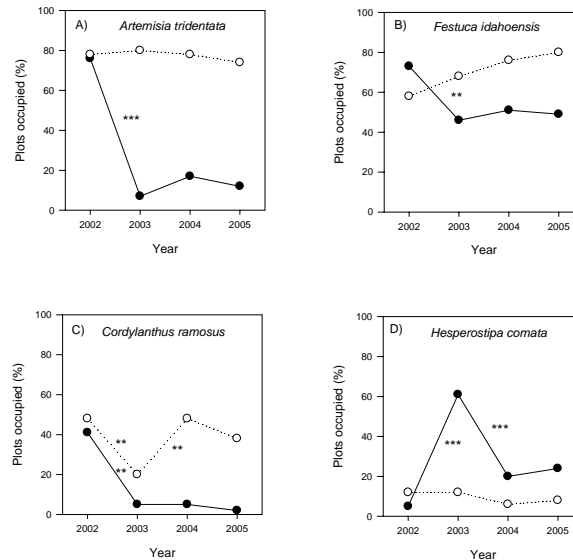 A) Artemisia tridentata
Plots occupied (%)
100
80
60
40
20
0
***
2002 2003 2004 2005
Year
B) Festuca idahoensis
Plots occupied (%)
100
80
60
40
20
0
**
2002 2003 2004 2005
Year
C) Cordylanthus ramosus
Plots occupied (%)
100
80
60
40
20
0
**
**
**
2002 2003 2004 2005
Year
D) Hesperostipa comata
Plots occupied (%)
100
80
60
40
20
0
***
***
2002 2003 2004 2005
Year